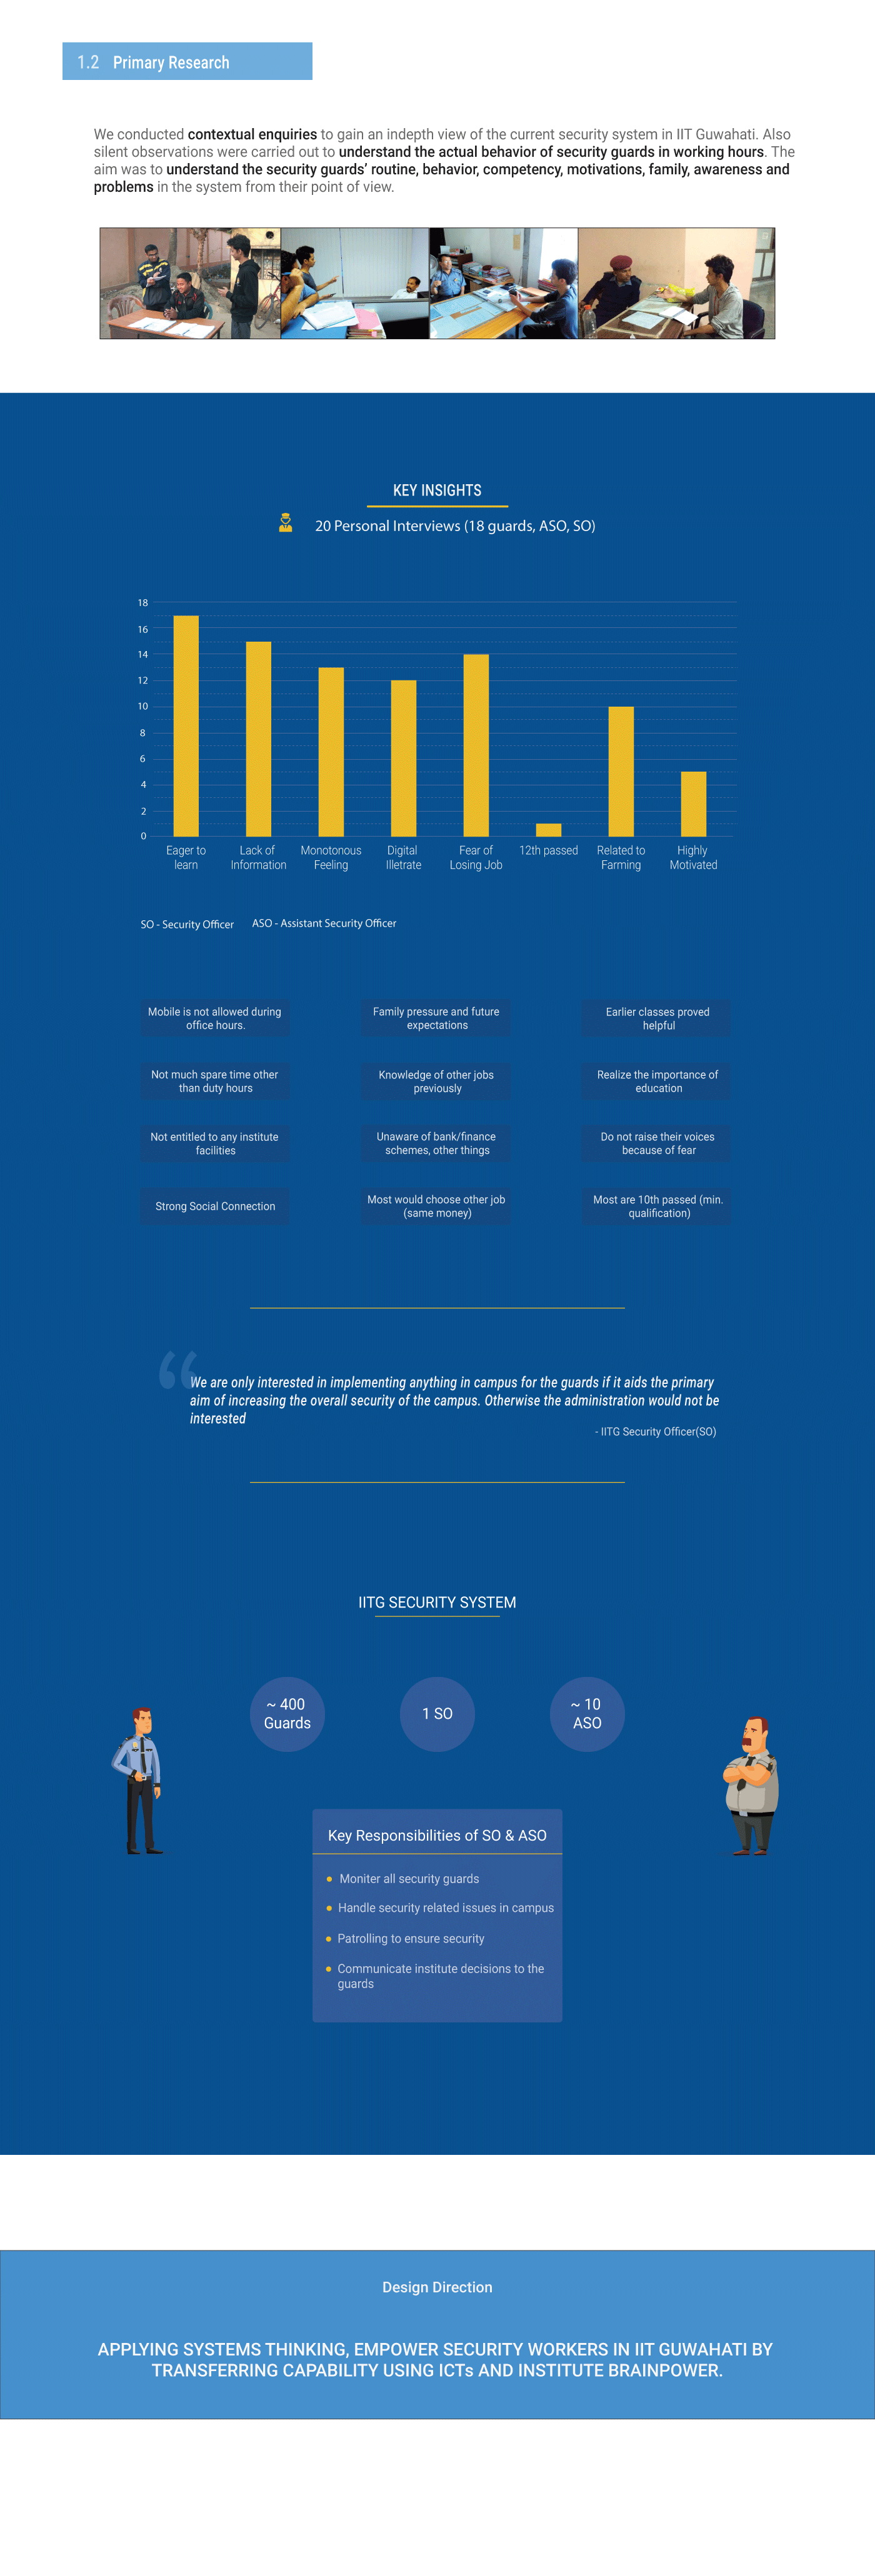 1.2 Primary Research
We conducted contextual enquiries to gain an indepth view of the current security system in IIT Guwahati. Also
silent observations were carried out to understand the actual behavior of security guards in working hours. The
aim was to understand the security guards' routine, behavior, competency, motivations, family, awareness and
problems in the system from their point of view.
KEY INSIGHTS
20 Personal Interviews (18 guards, ASO, SO)
18
16
14
12
10
8
6
4
2
0
Eager to
learn
Lack of
Information
Monotonous
Feeling
Digital
Illetrate
Fear of
Losing Job
12th passed
Related to
Farming
Highly
Motivated
SO - Security Officer
ASO - Assistant Security Officer
Mobile is not allowed during
office hours.
Family pressure and future
expectations
Earlier classes proved
helpful
Not much spare time other
than duty hours
Knowledge of other jobs
previously
Realize the importance of
education
Not entitled to any institute
facilities
Unaware of bank/finance
schemes, other things
Do not raise their voices
because of fear
Strong Social Connection
Most would choose other job
(same money)
Most are 10th passed (min.
qualification)
“
We are only interested in implementing anything in campus for the guards if it aids the primary
aim of increasing the overall security of the campus. Otherwise the administration would not be
interested
- IITG Security Officer(SO)
IITG SECURITY SYSTEM
~ 400
Guards
1 SO
~ 10
ASO
Key Responsibilities of SO & ASO
Moniter all security guards
Handle security related issues in campus
Patrolling to ensure security
Communicate institute decisions to the
guards
Design Direction
APPLYING SYSTEMS THINKING, EMPOWER SECURITY WORKERS IN IIT GUWAHATI BY
TRANSFERRING CAPABILITY USING ICTs AND INSTITUTE BRAINPOWER.